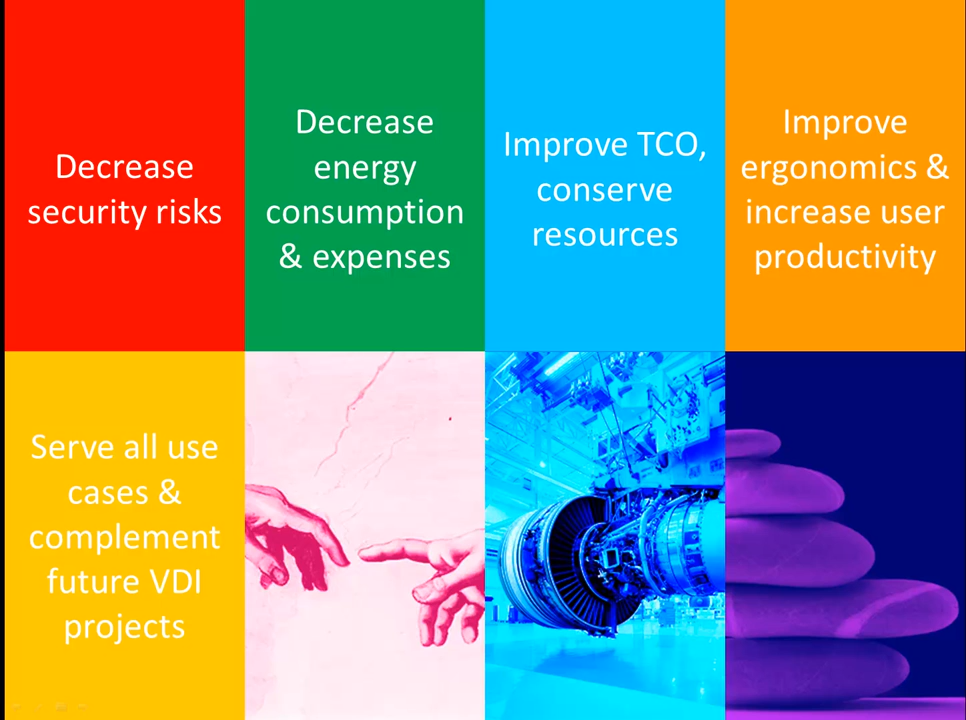 Decrease
security risks
Decrease
energy
consumption
& expenses
Improve TCO,
conserve
resources
Improve
ergonomics &
increase user
productivity
Serve all use
cases &
complement
future VDI
projects